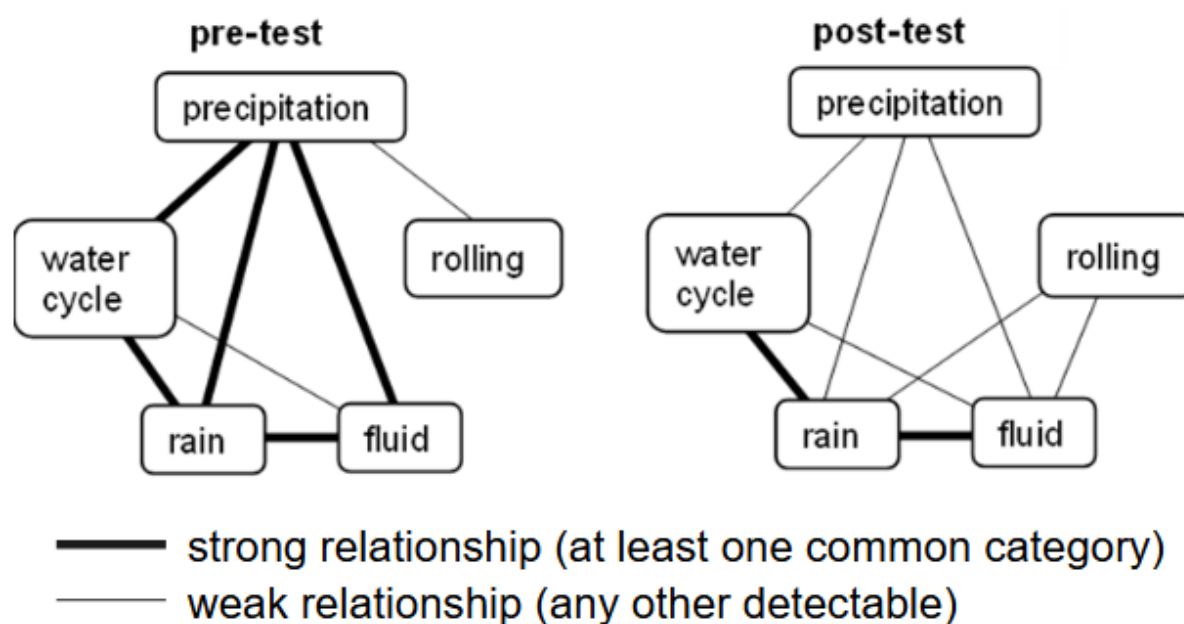 pre-test
precipitation
water
cycle
rolling
rain
fluid
post-test
precipitation
water
cycle
rolling
rain
fluid
strong relationship (at least one common category)
weak relationship (any other detectable)